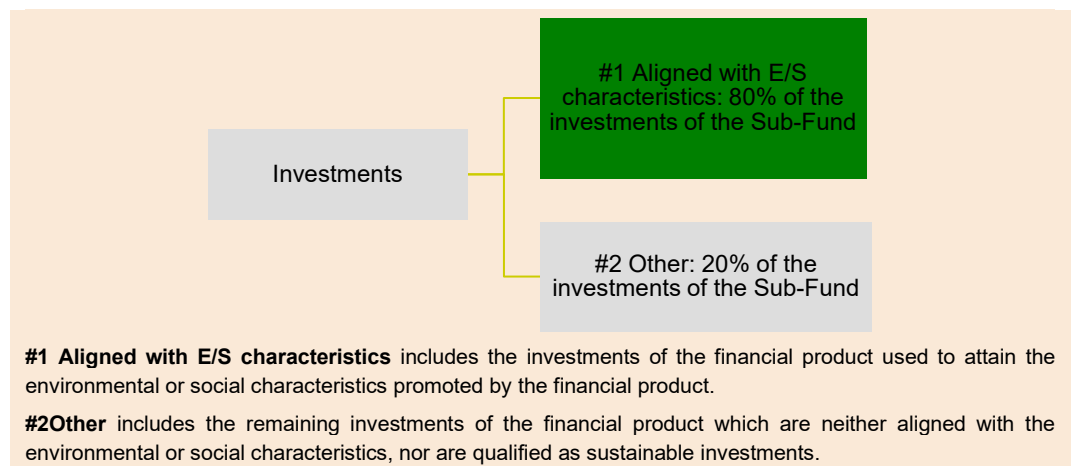 #1 Aligned with E/S
characteristics: 80% of the
investments of the Sub-Fund
Investments
#2 Other: 20% of the
investments of the Sub-Fund
#1 Aligned with E/S characteristics includes the investments of the financial product used to attain the
environmental or social characteristics promoted by the financial product.
#2Other includes the remaining investments of the financial product which are neither aligned with the
environmental or social characteristics, nor are qualified as sustainable investments.